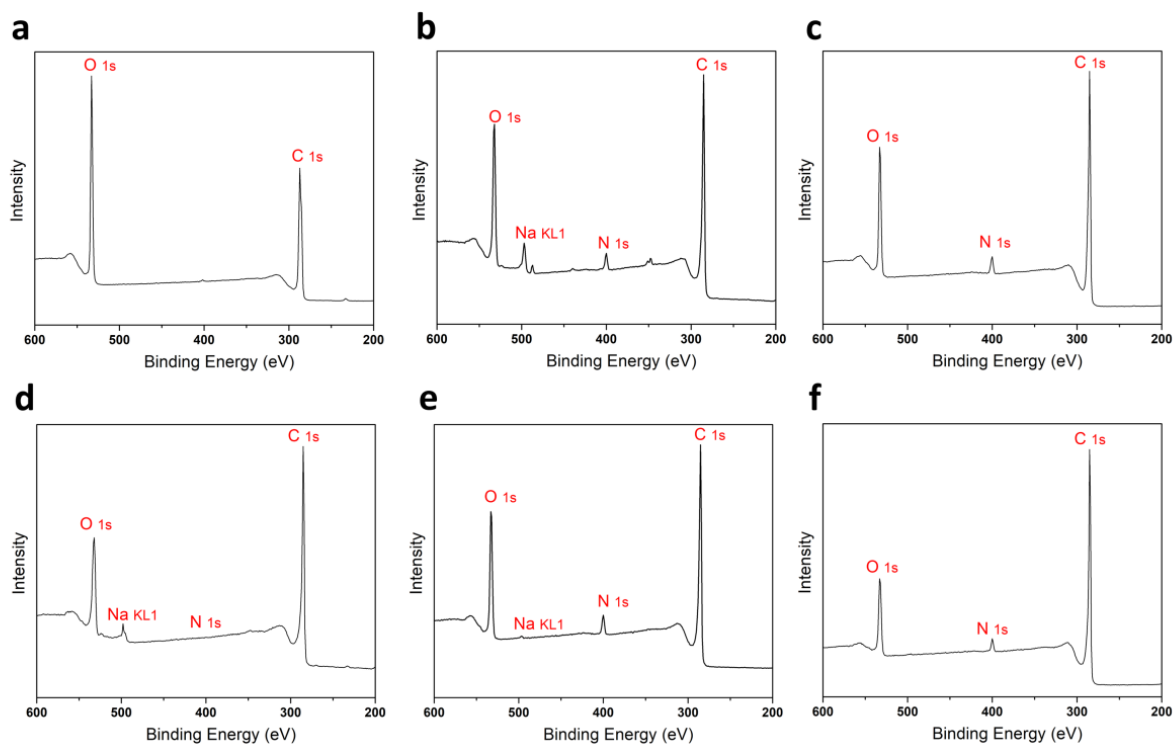 a
O 1s
C 1s
Intensity
600 500 400 300 200
Binding Energy (eV)
b
C 1s
O 1s
Na KL1
N 1s
Intensity
600 500 400 300 200
Binding Energy (eV)
c
C 1s
O 1s
N 1s
Intensity
600 500 400 300 200
Binding Energy (eV)
d
C 1s
O 1s
Na KL1
N 1s
Intensity
600 500 400 300 200
Binding Energy (eV)
e
C 1s
O 1s
Na KL1
N 1s
Intensity
600 500 400 300 200
Binding Energy (eV)
f
C 1s
O 1s
N 1s
Intensity
600 500 400 300 200
Binding Energy (eV)